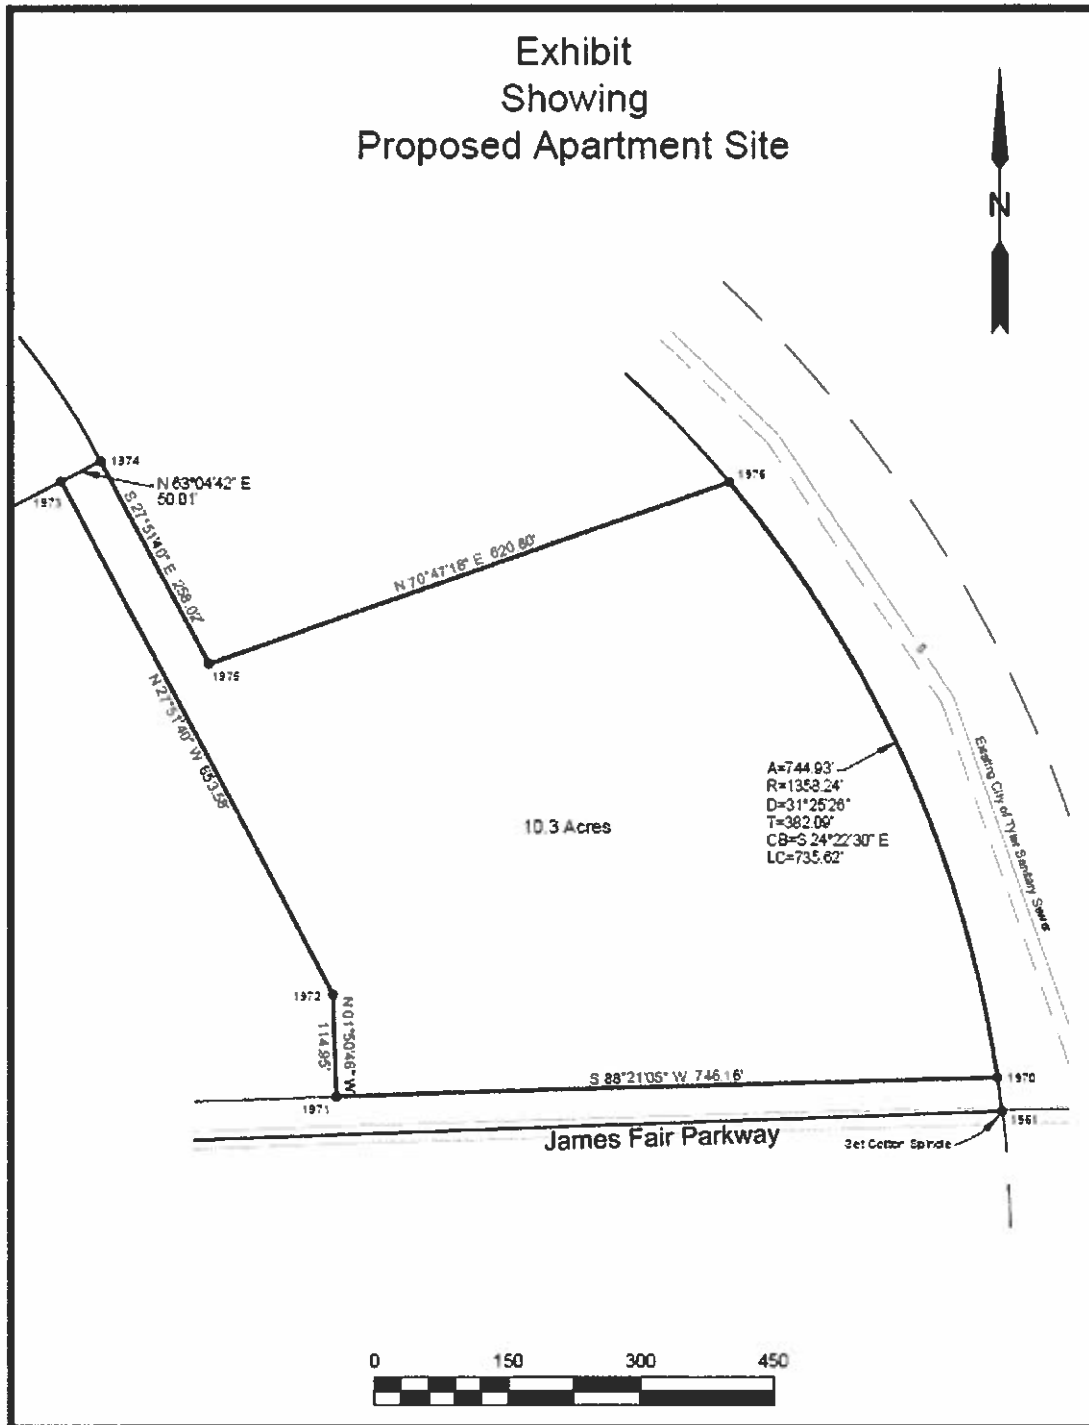 Exhibit
Showing
Proposed Apartment Site
N
1974
N 63°04'42" E
50.01'
1973
S 27°51'40" E 258.02'
1976
N 70°47'18" E 620.60'
1975
N 27°51'40" W 653.58'
A=744.93'
R=1358.24'
D=31°25'26"
T=382.09'
CB=S 24°22'30" E
LC=735.62'
10.3 Acres
S
Existing City of Tyler Sanitary Sewer
1972
N 01°50'46" W
114.95'
S 88°21'05" W 746.16'
1970
1971
1961
James Fair Parkway
Set Cotton Spindle
0 150 300 450